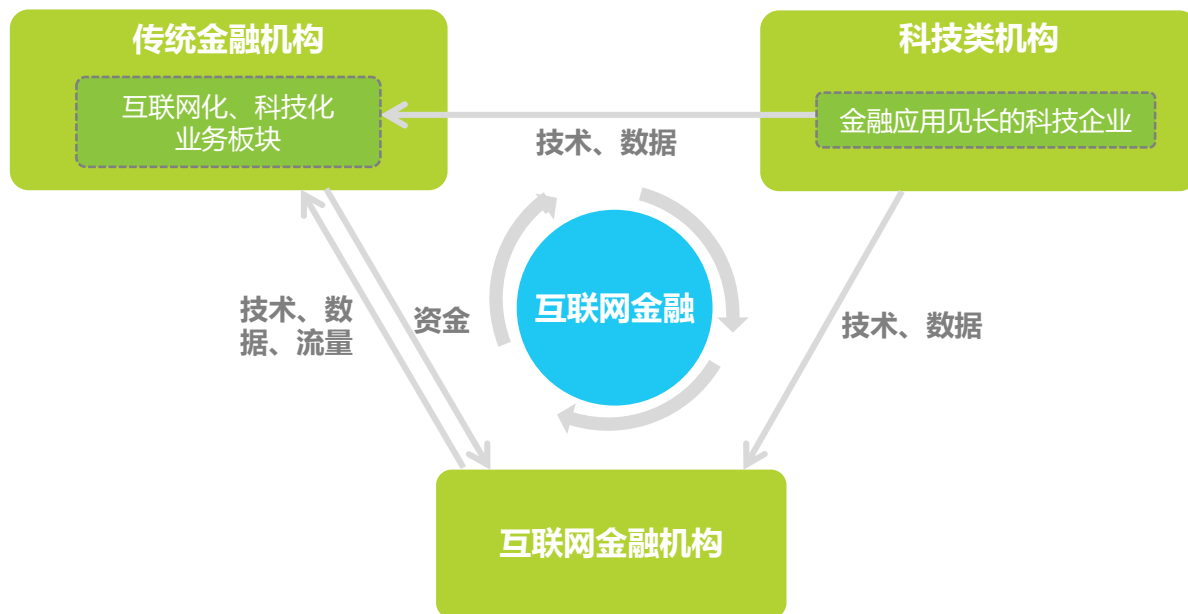 传统金融机构
科技类机构
互联网化、科技化
业务板块
金融应用见长的科技企业
技术、数据
技术、数
据、流量
资金
互联网金融
技术、数据
互联网金融机构